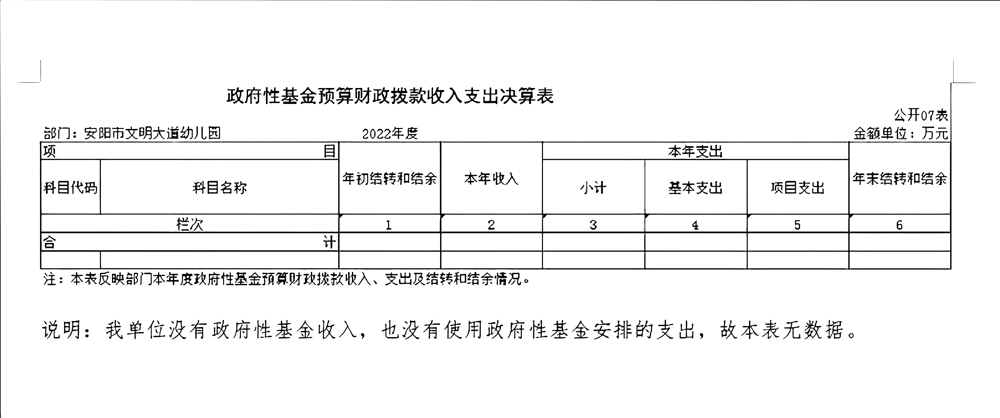 政府性基金预算财政拨款收入支出决算表
公开07表
部门：安阳市文明大道幼儿园 2022年度 金额单位：万元
项 目 年初结转和结余 本年收入 本年支出 年末结转和结余
科目代码 科目名称 小计 基本支出 项目支出
栏次 1 2 3 4 5 6
合 计
注：本表反映部门本年度政府性基金预算财政拨款收入、支出及结转和结余情况。
说明：我单位没有政府性基金收入，也没有使用政府性基金安排的支出，故本表无数据。